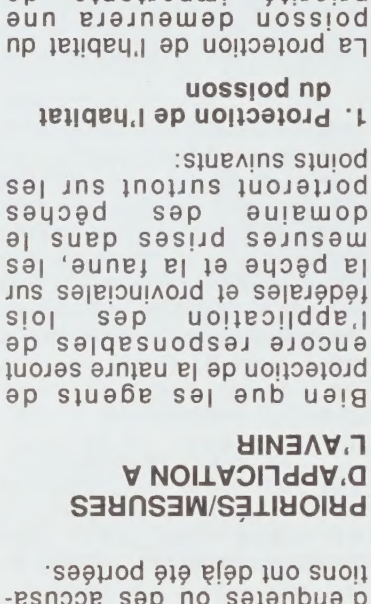 d'enquêtes où des accusa-
tions ont déjà été portées.
PRIORITÉS/MESURES
D'APPLICATION A
L'AVENIR
Bien que les agents de
protection de la nature seront
encore responsables de
l'application des lois
fédérales et provinciales sur
la pêche et la faune, les
mesures prises dans le
domaine des pêches
porteront surtout sur les
points suivants:
1. Protection de l'habitat
du poisson
La protection de l'habitat du
poisson demeurera une